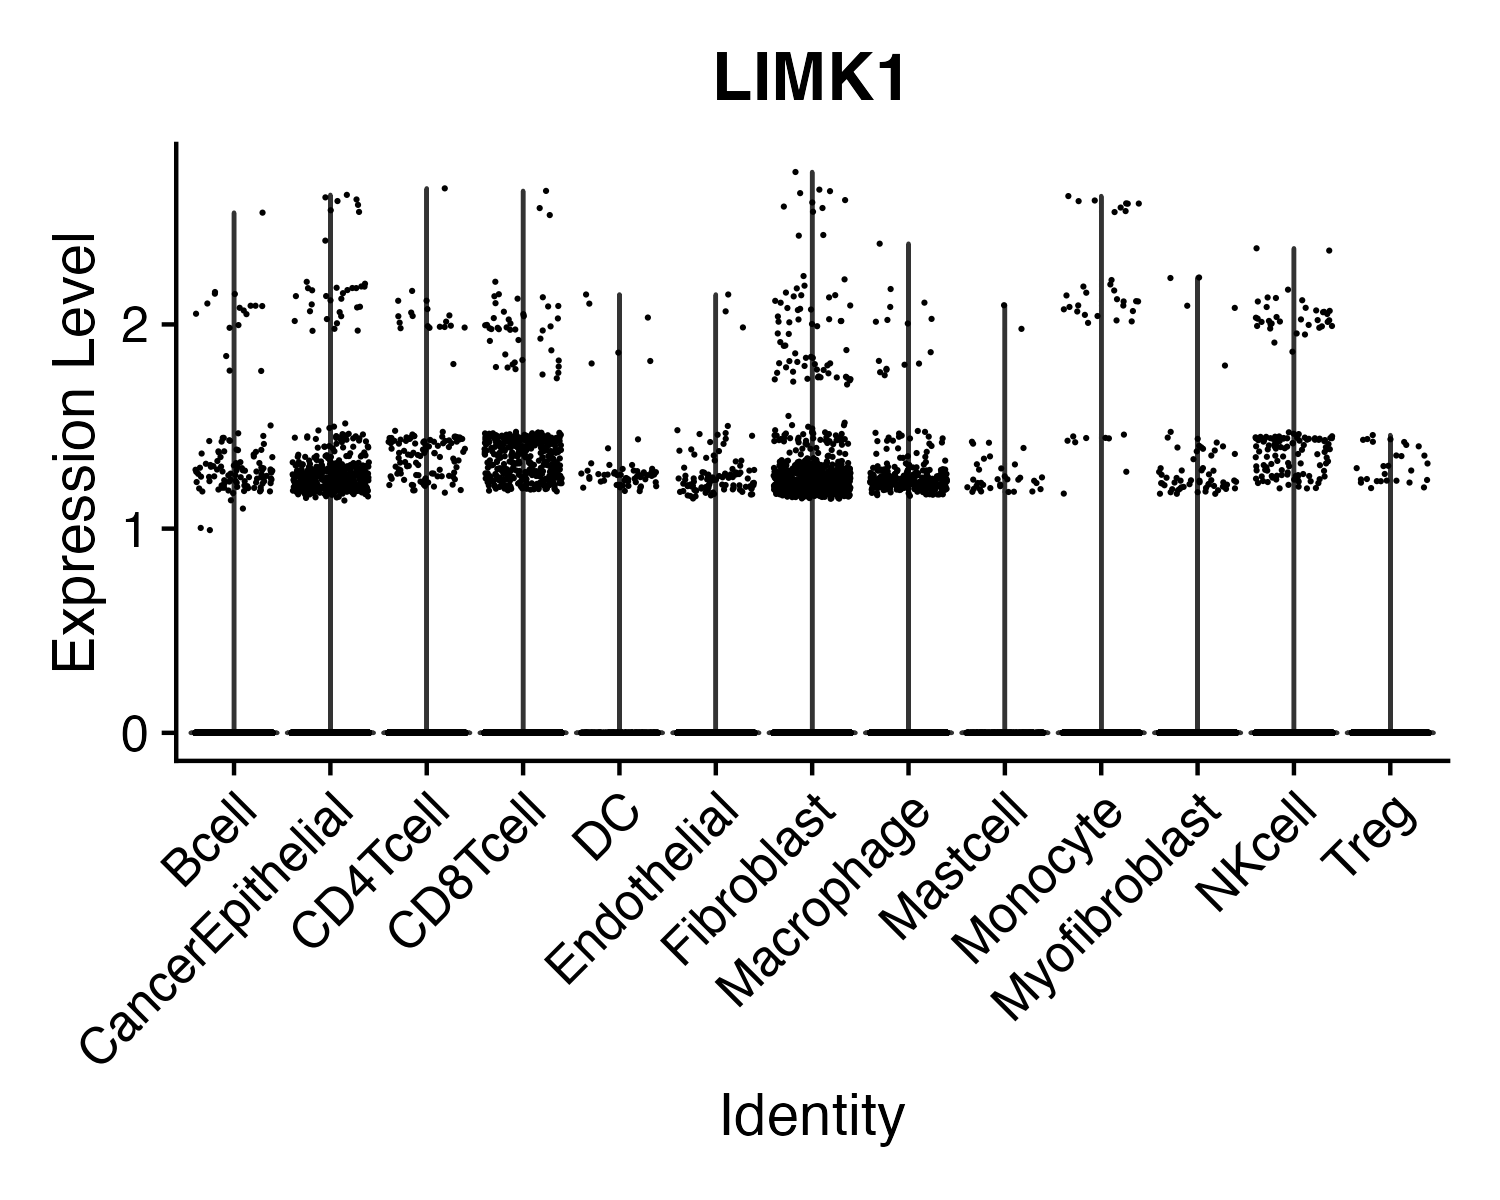 LIMK1
Expression Level
2
1
0
Bcell
CancerEpithelial
CD4Tcell
CD8Tcell
DC
Endothelial
Fibroblast
Macrophage
Mastcell
Monocyte
Myofibroblast
NKcell
Treg
Identity